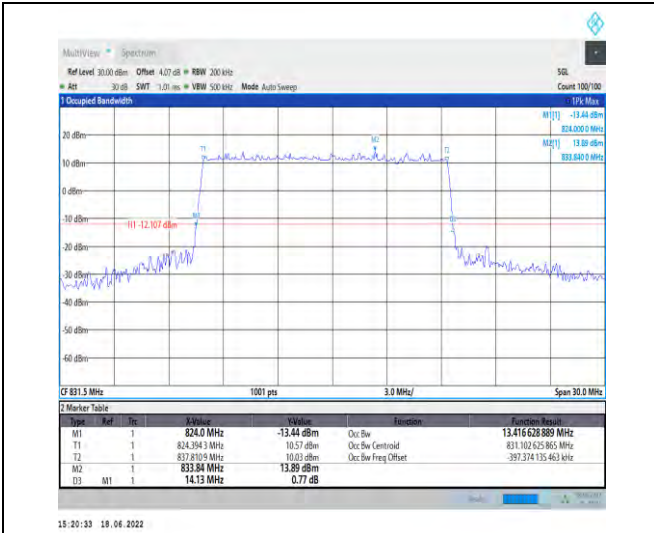 MultiView Spectrum
Ref Level 30.00 dBm Offset 4.07 dB RBW 200 kHz SGL
Att 30 dB SWT 1.01 ms VBW 500 kHz Mode Auto Sweep Count 100/100
1 Occupied Bandwidth 1Pk Max
M1[1] -13.44 dBm
824.000 0 MHz
20 dBm M2[1] 13.89 dBm
833.840 0 MHz
T1 M2 T2
10 dBm
0 dBm
-10 dBm M1 D3
H1 -12.107 dBm
-20 dBm
-30 dBm
-40 dBm
-50 dBm
-60 dBm
CF 831.5 MHz 1001 pts 3.0 MHz/ Span 30.0 MHz
2 Marker Table
Type Ref Trc X-Value Y-Value Function Function Result
M1 1 824.0 MHz -13.44 dBm Occ Bw 13.416 628 889 MHz
T1 1 824.394 3 MHz 10.57 dBm Occ Bw Centroid 831.102 625 865 MHz
T2 1 837.810 9 MHz 10.03 dBm Occ Bw Freq Offset -397.374 135 463 kHz
M2 1 833.84 MHz 13.89 dBm
D3 M1 1 14.13 MHz 0.77 dB
15:20:33 18.06.2022